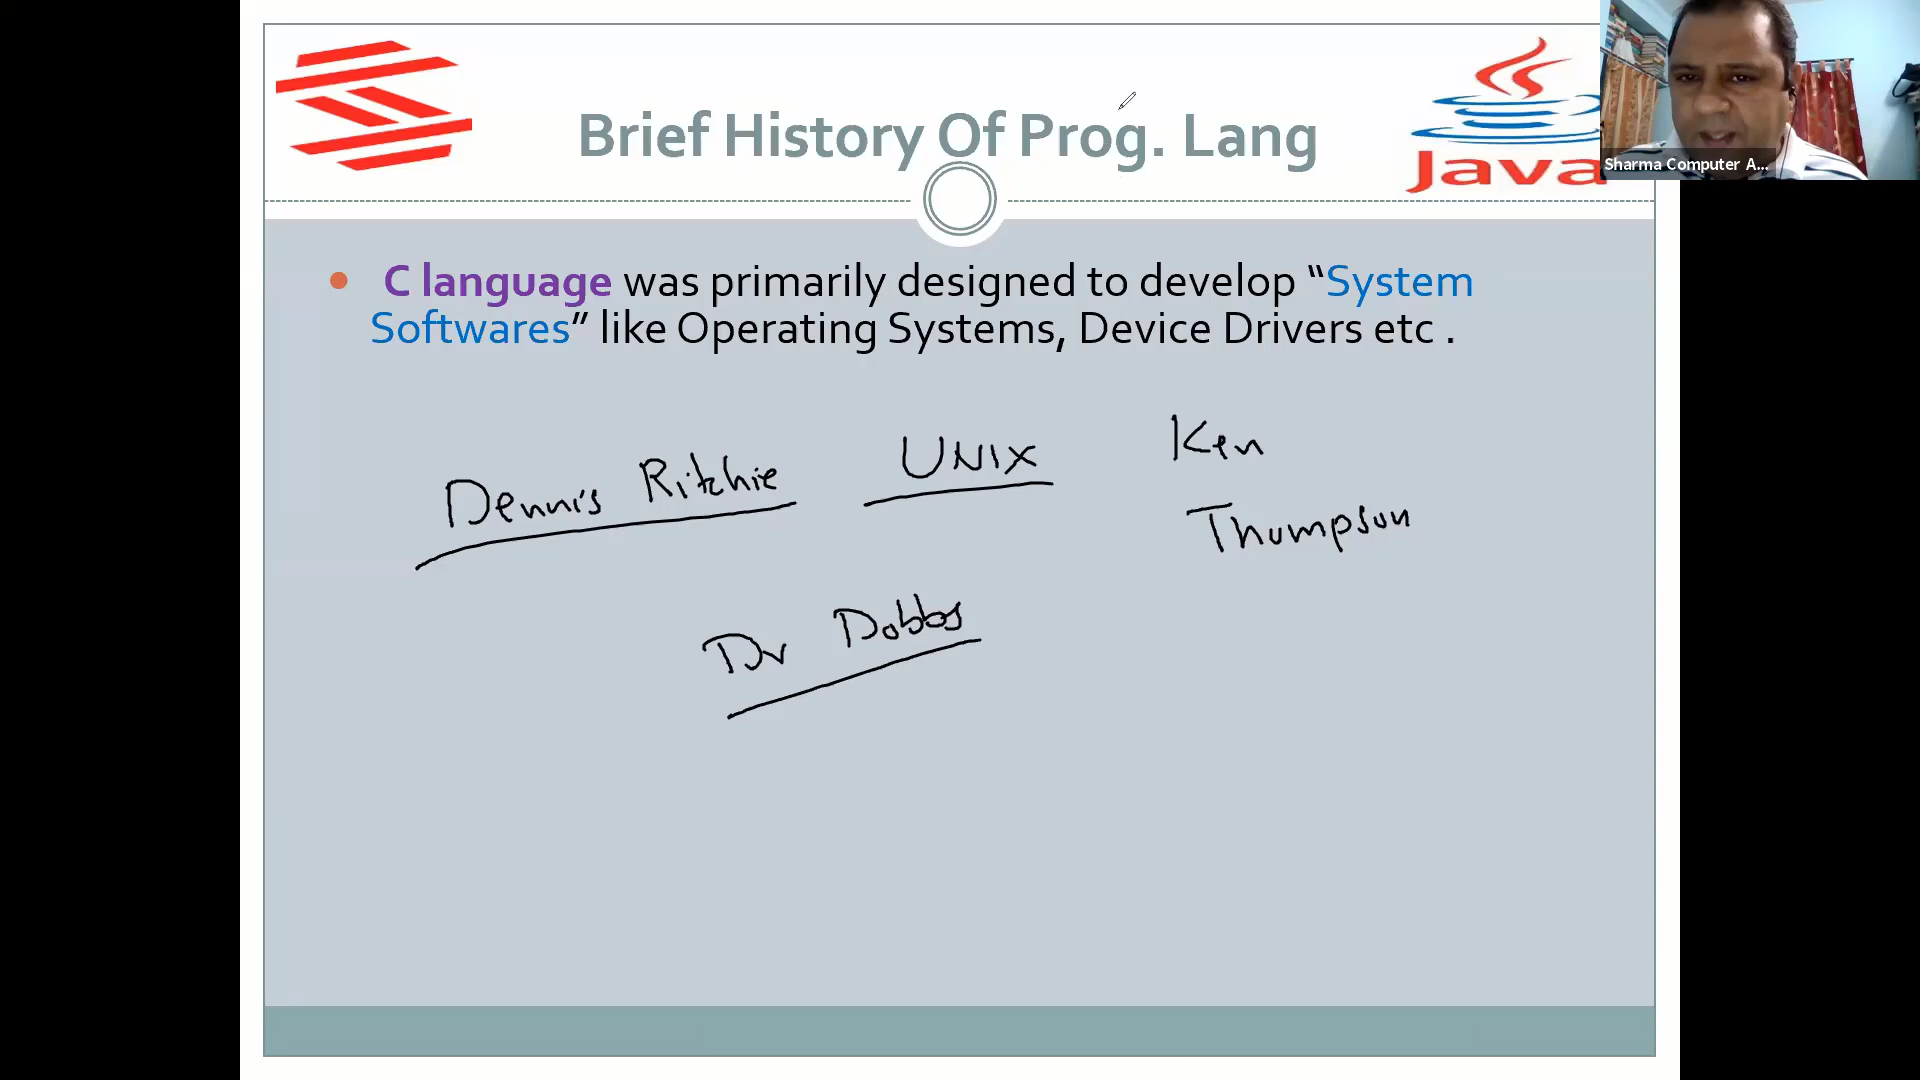 Brief History Of Prog. Lang
Java
Sharma Computer A...
C language was primarily designed to develop “System
Softwares” like Operating Systems, Device Drivers etc .
Dennis Ritchie UNIX Ken
Thompson
Dr Dobbs